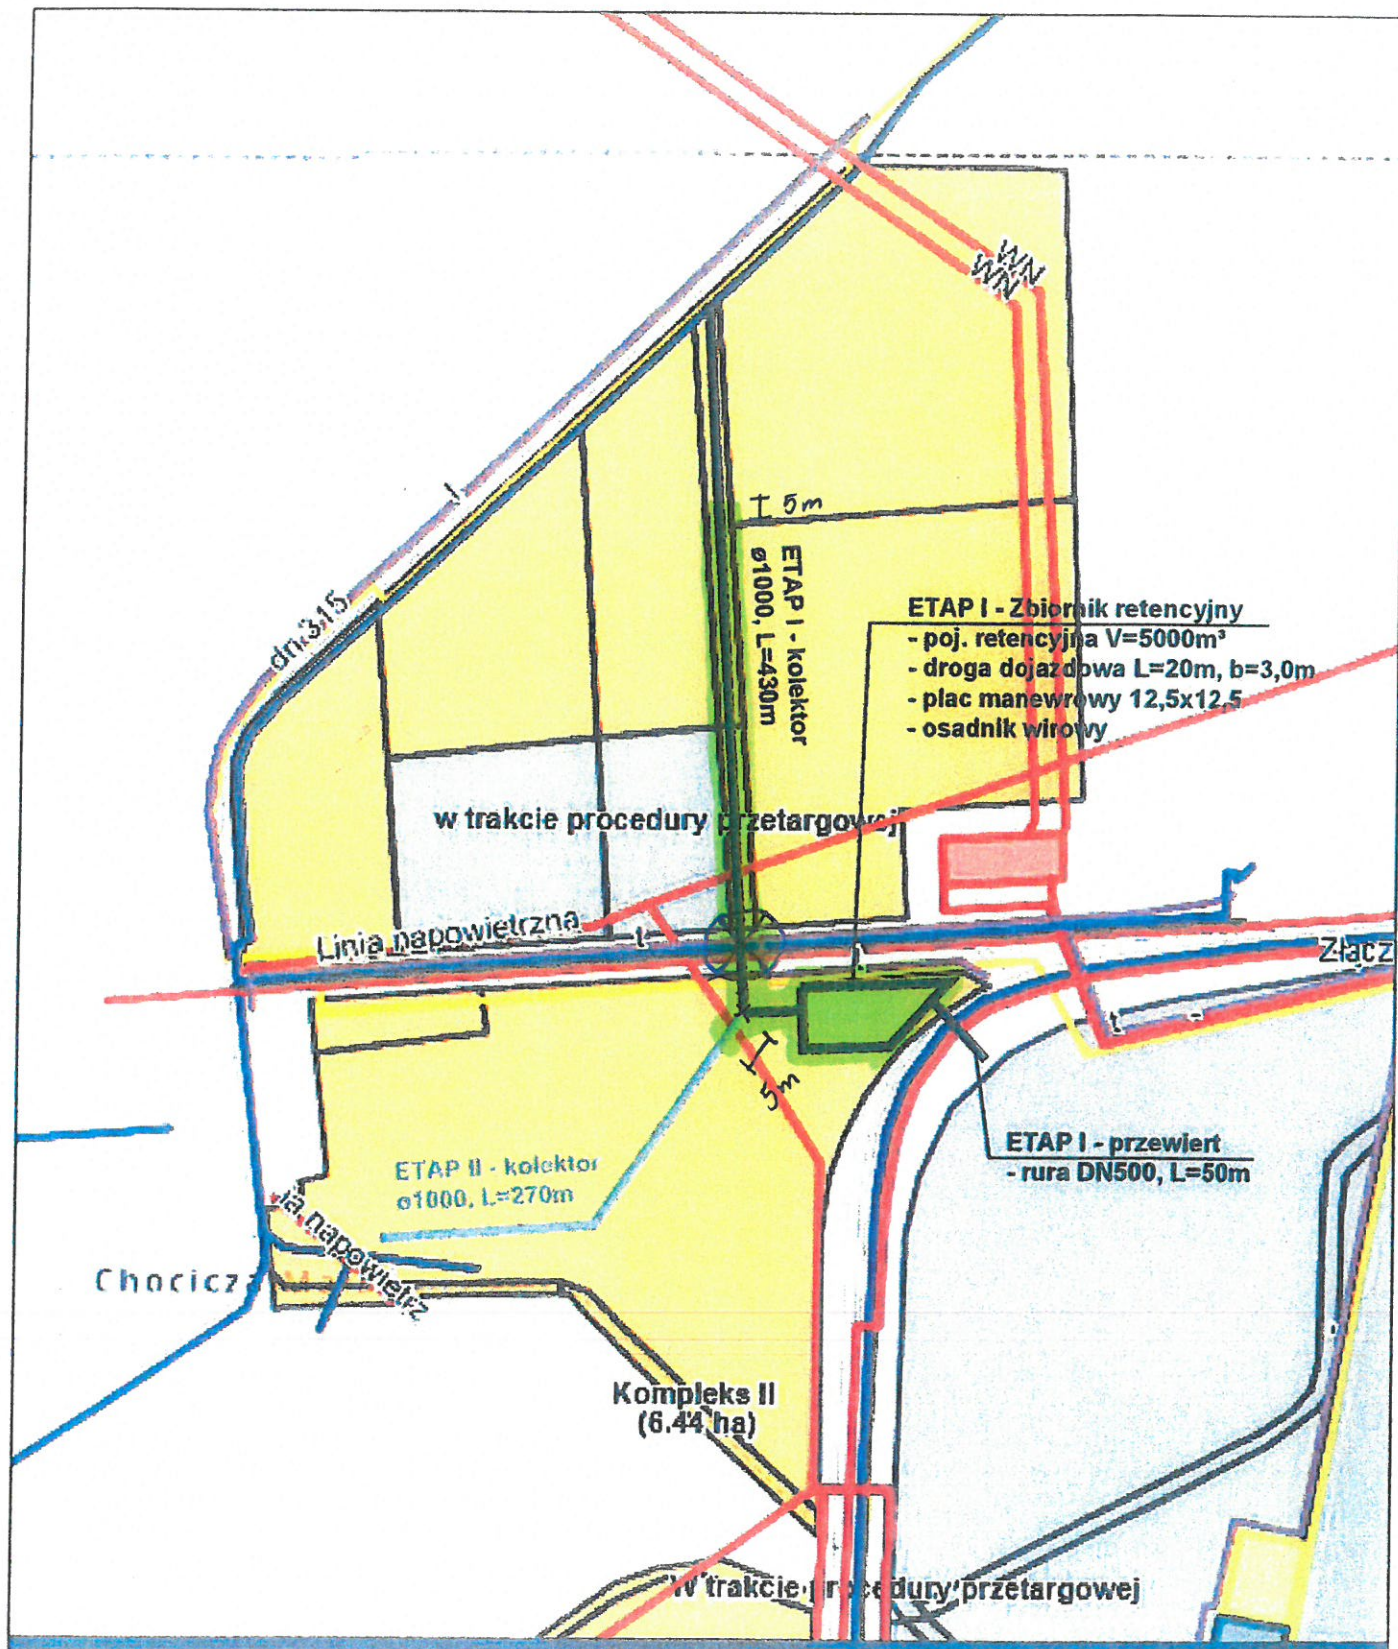 WN
WN
5m
ETAP I - kolektor
ø1000, L=430m
dn315
ETAP I - Zbiornik retencyjny
- poj. retencyjna V=5000m³
- droga dojazdowa L=20m, b=3,0m
- plac manewrowy 12,5x12,5
- osadnik wirowy
w trakcie procedury przetargowej
Linia napowietrzna
t
Złącz
t
5m
ETAP I - przewiert
- rura DN500, L=50m
ETAP II - kolektor
ø1000, L=270m
ia napowietrz
Chocicza
Kompleks II
(6.44 ha)
W trakcie procedury przetargowej